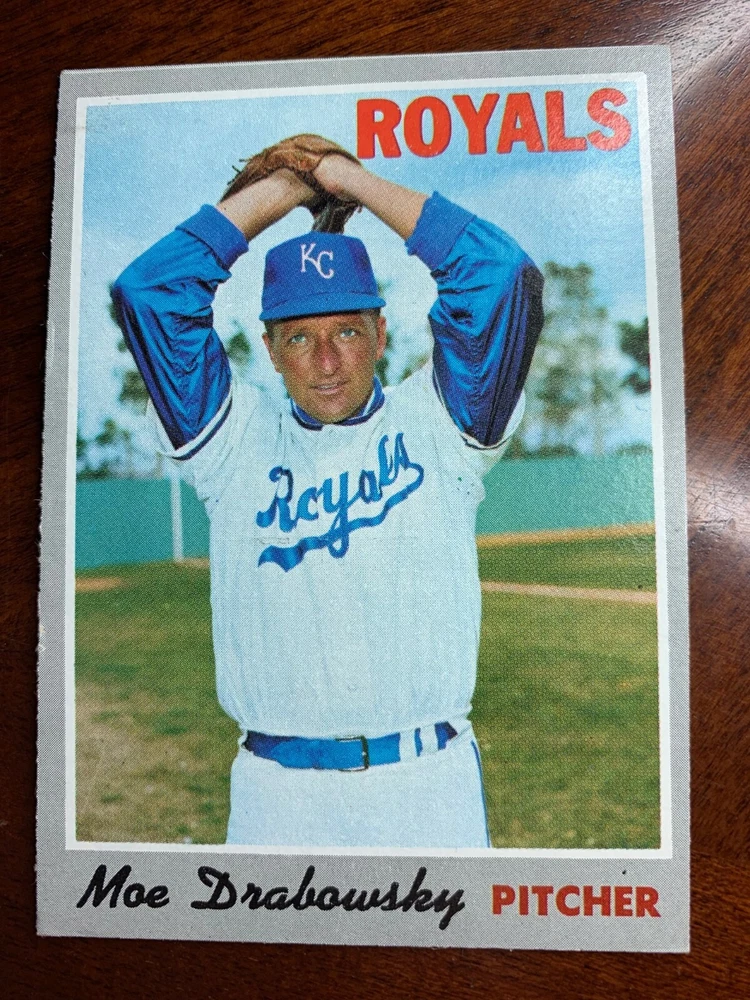 ROYALS
KC
Royals
Moe Drabowsky PITCHER